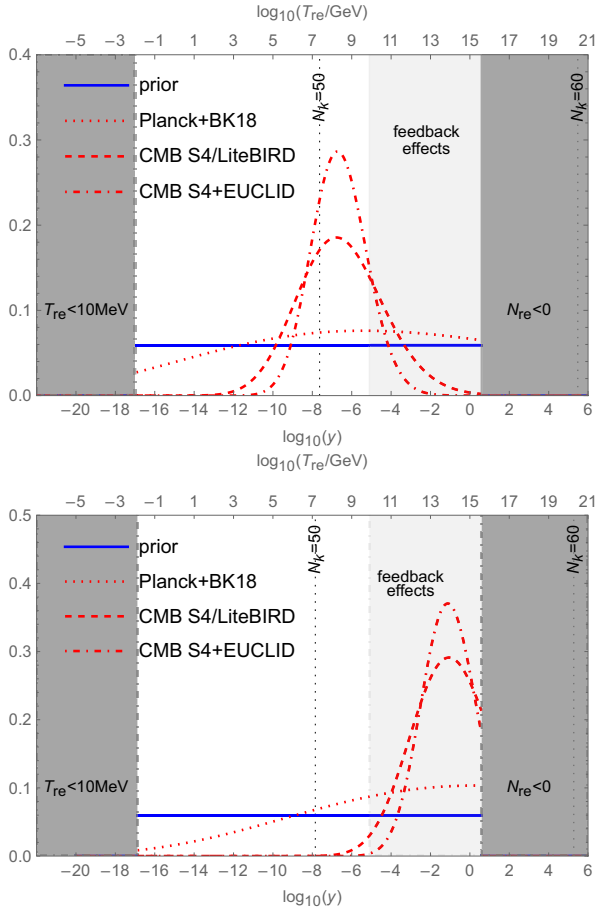 log10(Tre/GeV)
−5 −3 −1 1 3 5 7 9 11 13 15 17 19 21
0.4
0.3
0.2
0.1
0.0
prior
Planck+BK18
CMB S4/LiteBIRD
CMB S4+EUCLID
Nk=50
feedback
effects
Nk=60
Tre<10MeV
Nre<0
−20 −18 −16 −14 −12 −10 −8 −6 −4 −2 0 2 4 6
log10(y)
log10(Tre/GeV)
−5 −3 −1 1 3 5 7 9 11 13 15 17 19 21
0.5
0.4
0.3
0.2
0.1
0.0
prior
Planck+BK18
CMB S4/LiteBIRD
CMB S4+EUCLID
Nk=50
feedback
effects
Nk=60
Tre<10MeV
Nre<0
−20 −18 −16 −14 −12 −10 −8 −6 −4 −2 0 2 4 6
log10(y)